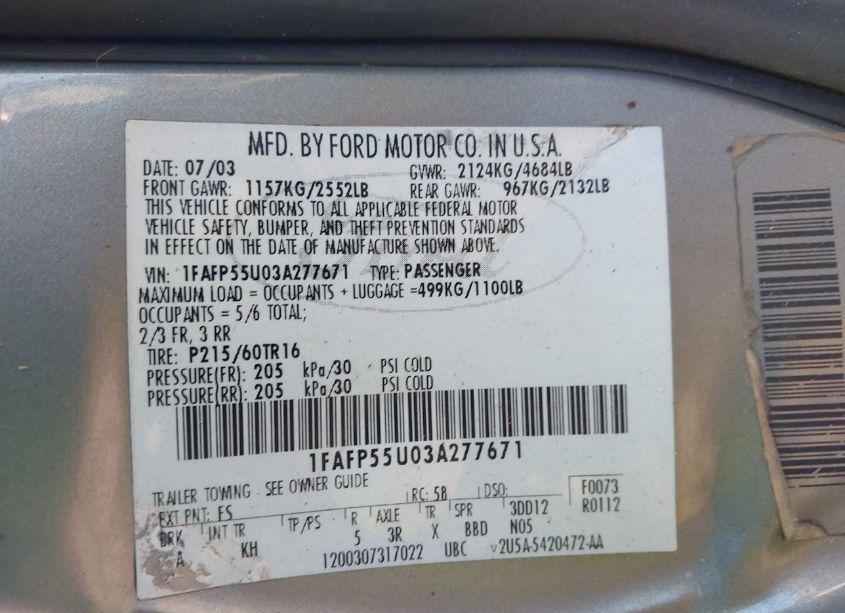 MFD. BY FORD MOTOR CO. IN U.S.A.
DATE: 07/03 GVWR: 2124KG/4684LB
FRONT GAWR: 1157KG/2552LB REAR GAWR: 967KG/2132LB
THIS VEHICLE CONFORMS TO ALL APPLICABLE FEDERAL MOTOR
VEHICLE SAFETY, BUMPER, AND THEFT PREVENTION STANDARDS
IN EFFECT ON THE DATE OF MANUFACTURE SHOWN ABOVE.
VIN: 1FAFP55U03A277671 TYPE: PASSENGER
MAXIMUM LOAD = OCCUPANTS + LUGGAGE =499KG/1100LB
OCCUPANTS = 5/6 TOTAL;
2/3 FR, 3 RR
TIRE: P215/60TR16
PRESSURE(FR): 205 kPa/30 PSI COLD
PRESSURE(RR): 205 kPa/30 PSI COLD
1FAFP55U03A277671
TRAILER TOWING - SEE OWNER GUIDE
EXT PNT: FS RC: 58 DSO: F0073
BRK INT TR TP/PS R AXLE TR SPR 3DD12 R0112
A KH 5 3R X BBD N05
1200307317022 UBC V2U5A-5420472-AA